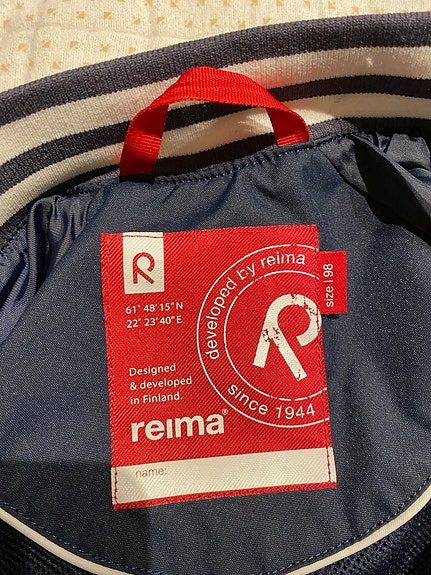 R
61° 48' 15" N
22° 23' 40" E
Designed
& developed
in Finland.
reima®
name:
developed by reima
R
since 1944
size | 98